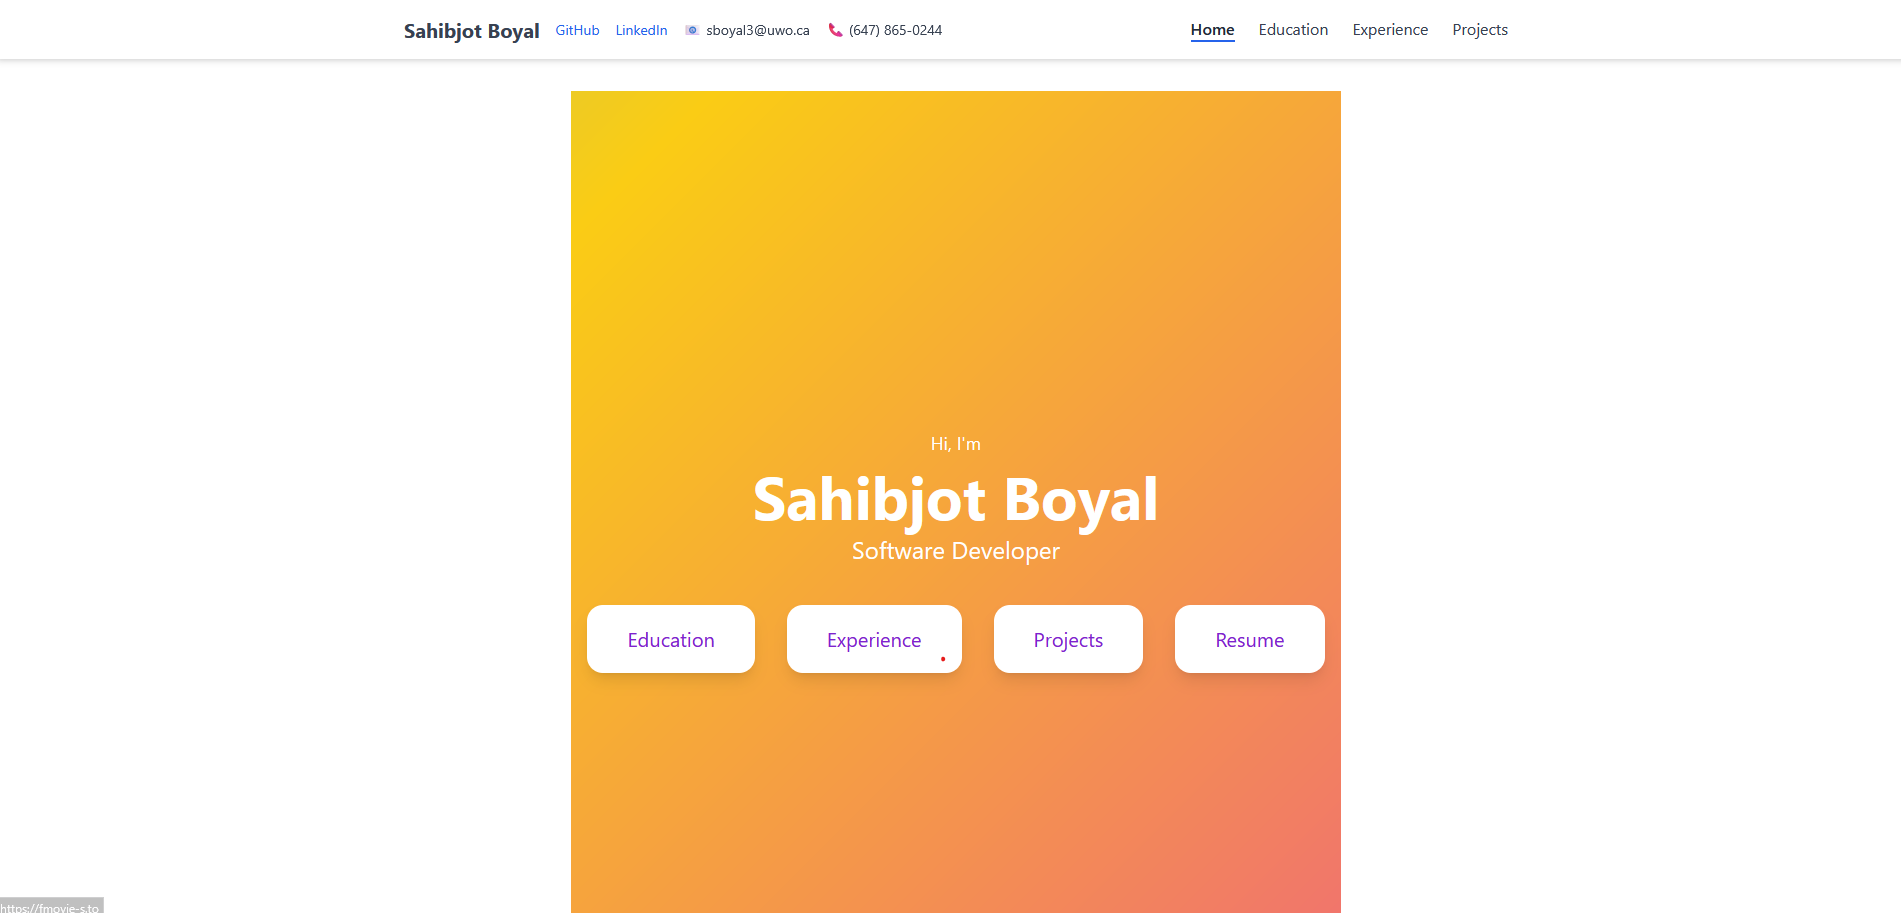 Sahibjot Boyal GitHub LinkedIn sboyal3@uwo.ca (647) 865-0244 Home Education Experience Projects
Hi, I'm
Sahibjot Boyal
Software Developer
Education Experience Projects Resume
https://fmovie-s.to